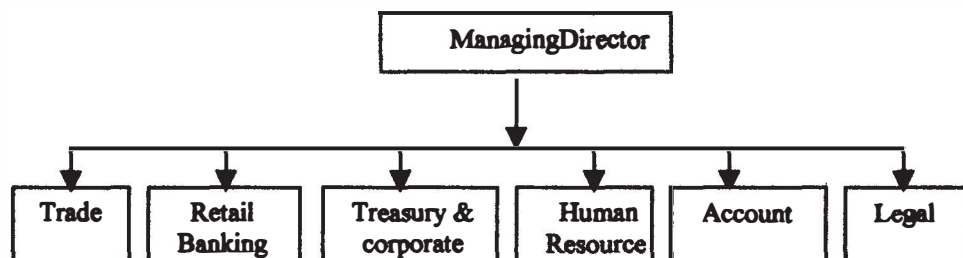 ManagingDirector
Trade
Retail
Banking
Treasury &
corporate
Human
Resource
Account
Legal